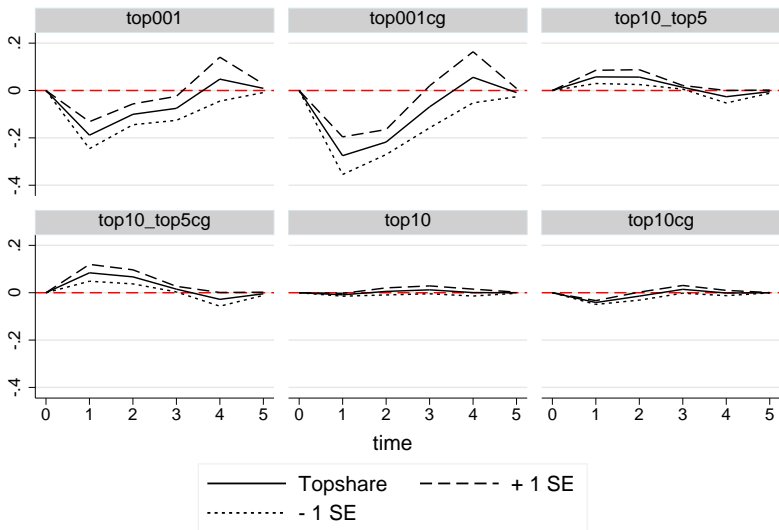 top001 top001cg top10_top5
.2
0
-.2
-.4
top10_top5cg top10 top10cg
.2
0
-.2
-.4
0 1 2 3 4 5 0 1 2 3 4 5 0 1 2 3 4 5
time
Topshare + 1 SE
- 1 SE